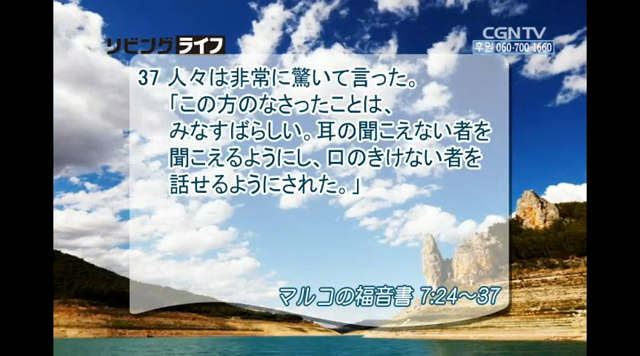 リビングライフ
CGNTV
후원 060-700-1660
37 人々は非常に驚いて言った。
「この方のなさったことは、
みなすばらしい。耳の聞こえない者を
聞こえるようにし、口のきけない者を
話せるようにされた。」
マルコの福音書 7:24～37